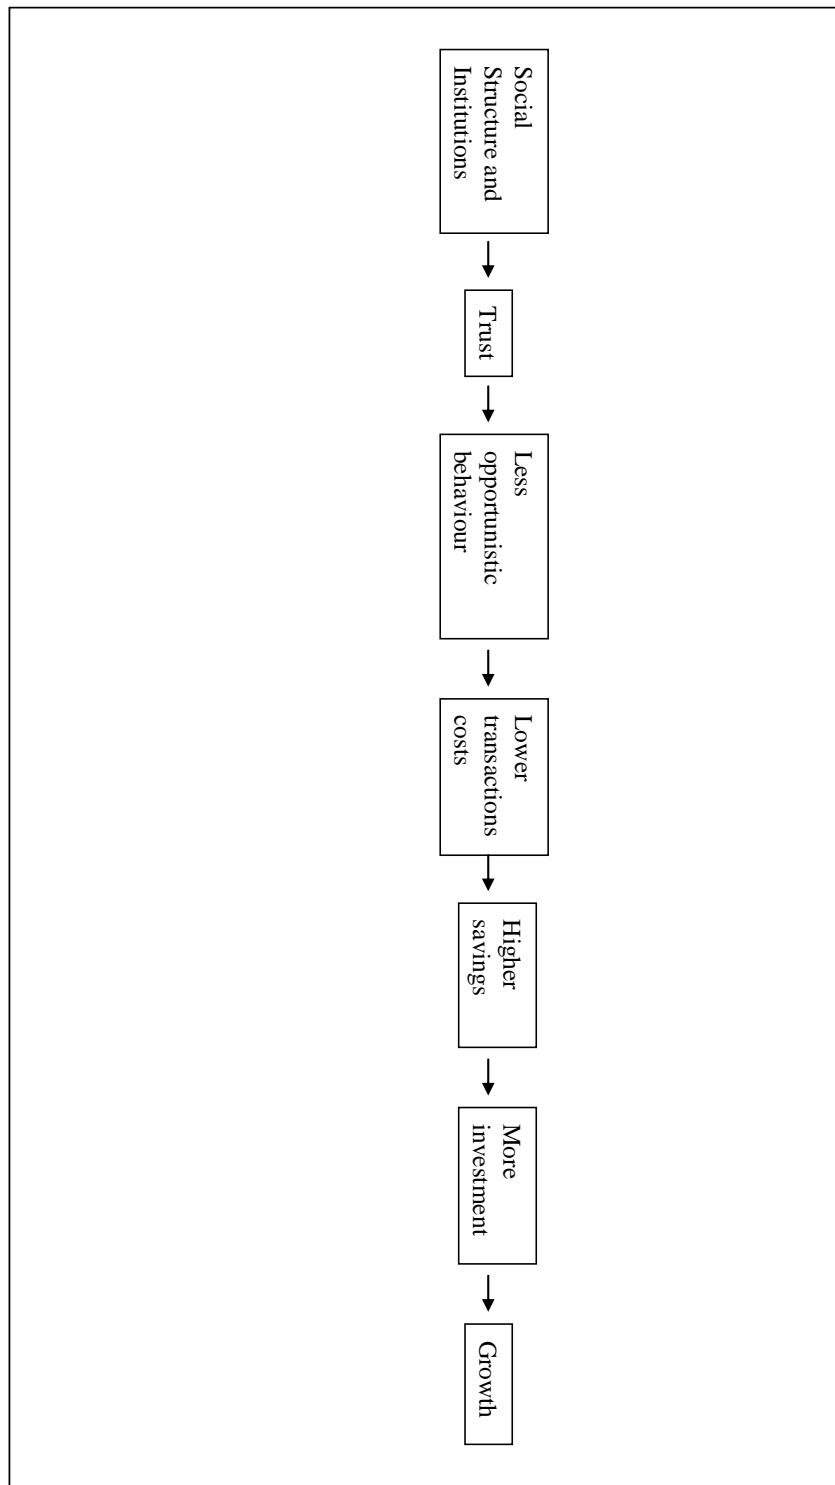 Social
Structure and
Institutions
Trust
Less
opportunistic
behaviour
Lower
transactions
costs
Higher
savings
More
investment
Growth